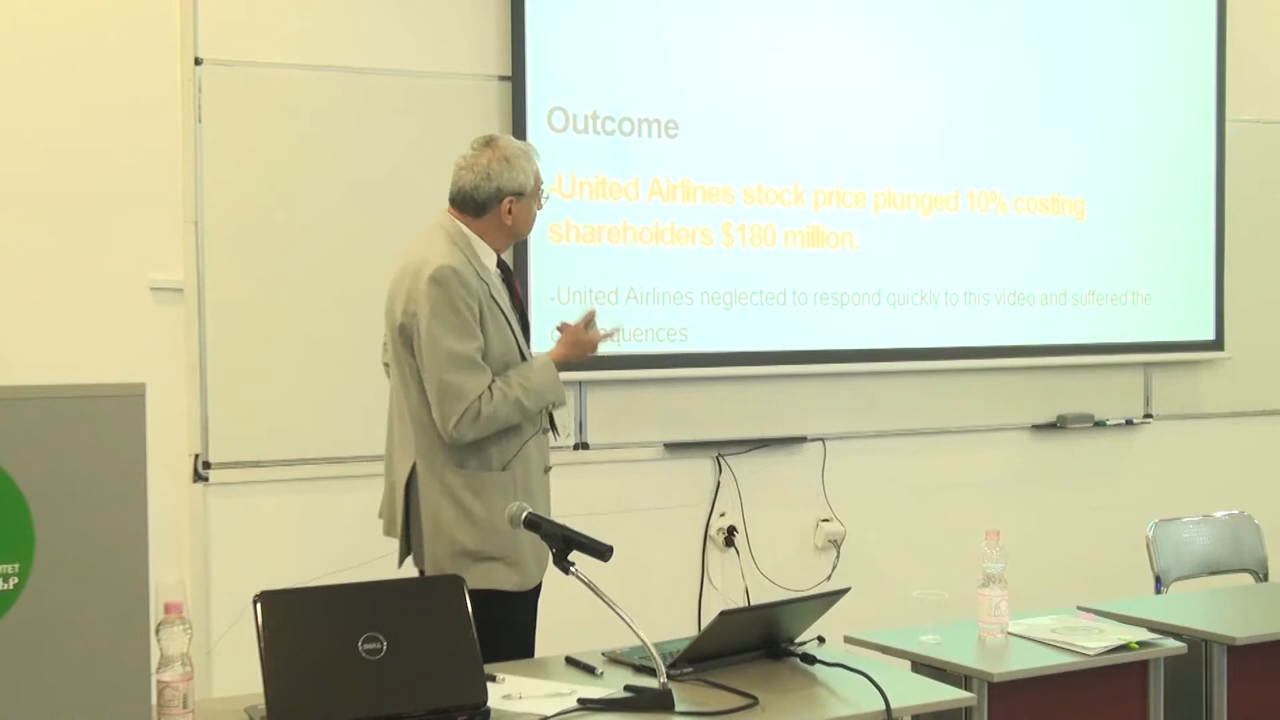 Outcome
-United Airlines stock price plunged 10% costing
shareholders $180 million.
-United Airlines neglected to respond quickly to this video and suffered the
DELL